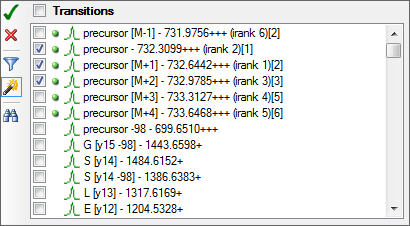 Transitions
precursor [M-1] - 731.9756+++ (irank 6)[2]
precursor - 732.3099+++ (irank 2)[1]
precursor [M+1] - 732.6442+++ (irank 1)[2]
precursor [M+2] - 732.9785+++ (irank 3)[3]
precursor [M+3] - 733.3127+++ (irank 4)[5]
precursor [M+4] - 733.6468+++ (irank 5)[6]
precursor -98 - 699.6510+++
G [y15 -98] - 1443.6598+
S [y14] - 1484.6152+
S [y14 -98] - 1386.6383+
L [y13] - 1317.6169+
E [y12] - 1204.5328+